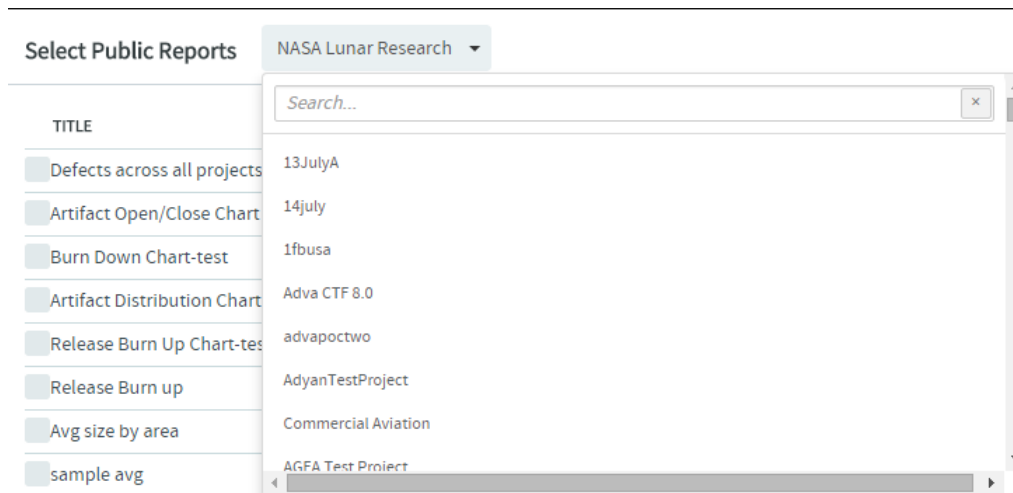 Select Public Reports
NASA Lunar Research
Search...
TITLE
Defects across all projects
Artifact Open/Close Chart
Burn Down Chart-test
Artifact Distribution Chart
Release Burn Up Chart-tes
Release Burn up
Avg size by area
sample avg
13JulyA
14july
1fbusa
Adva CTF 8.0
advapoctwo
AdyanTestProject
Commercial Aviation
AGFA Test Project